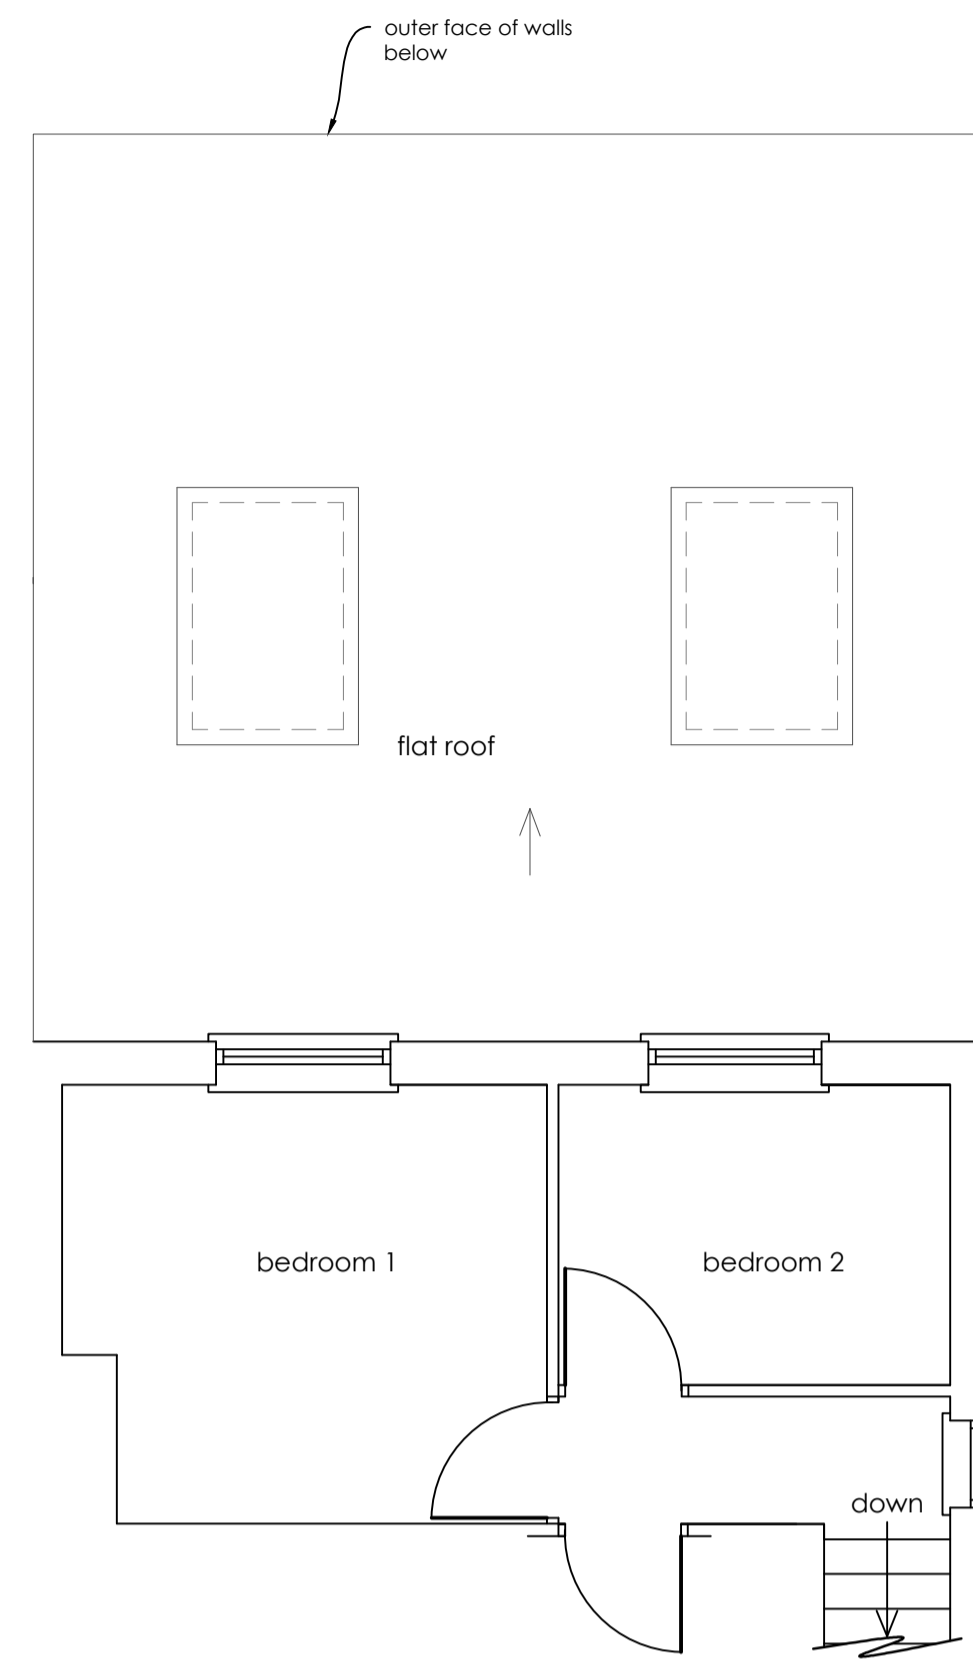 outer face of walls
below
flat roof
bedroom 1
bedroom 2
down